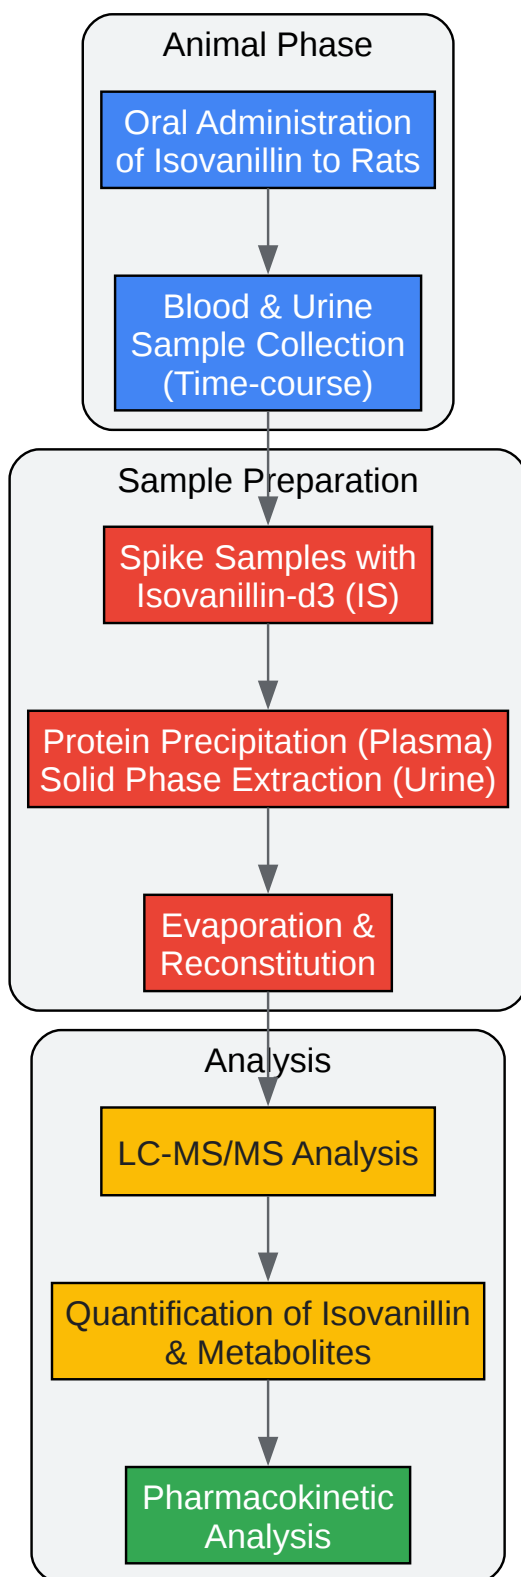 Animal Phase
Oral Administration
of Isovanillin to Rats
Blood & Urine
Sample Collection
(Time-course)
Sample Preparation
Spike Samples with
Isovanillin-d3 (IS)
Protein Precipitation (Plasma)
Solid Phase Extraction (Urine)
Evaporation &
Reconstitution
Analysis
LC-MS/MS Analysis
Quantification of Isovanillin
& Metabolites
Pharmacokinetic
Analysis